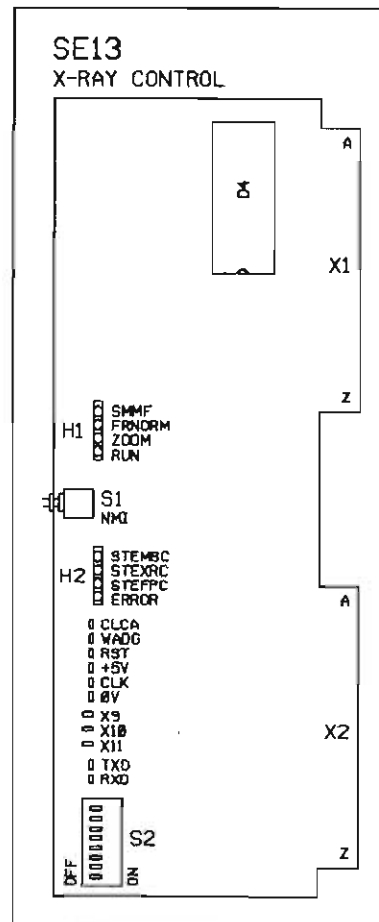 SE13
X-RAY CONTROL
A
D4
X1
Z
H1
SMMF
FRNORM
ZOOM
RUN
S1
NMI
H2
STEMBC
STEXRC
STEFPC
ERROR
A
CLCA
WADG
RST
+5V
CLK
0V
X9
X10
X11
X2
TXD
RXD
S2
Z
OFF
ON